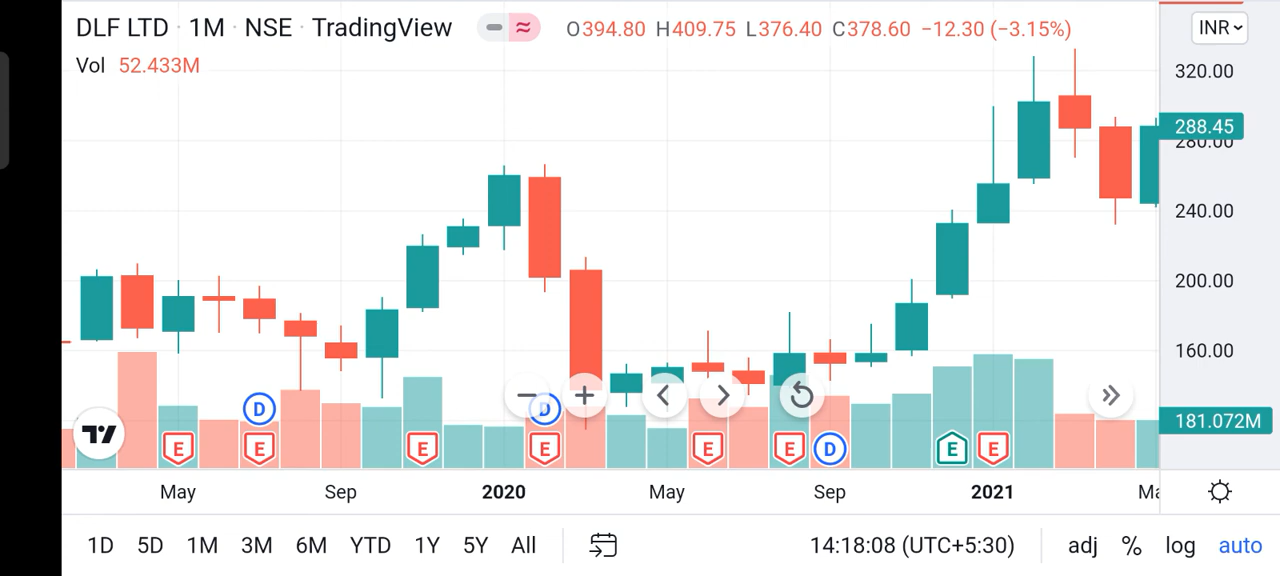 DLF LTD · 1M · NSE · TradingView O394.80 H409.75 L376.40 C378.60 −12.30 (−3.15%) INR
Vol 52.433M
320.00
288.45
280.00
240.00
200.00
160.00
D D
181.072M
E E E E E E D E E
May Sep 2020 May Sep 2021 Ma
1D 5D 1M 3M 6M YTD 1Y 5Y All 14:18:08 (UTC+5:30) adj % log auto